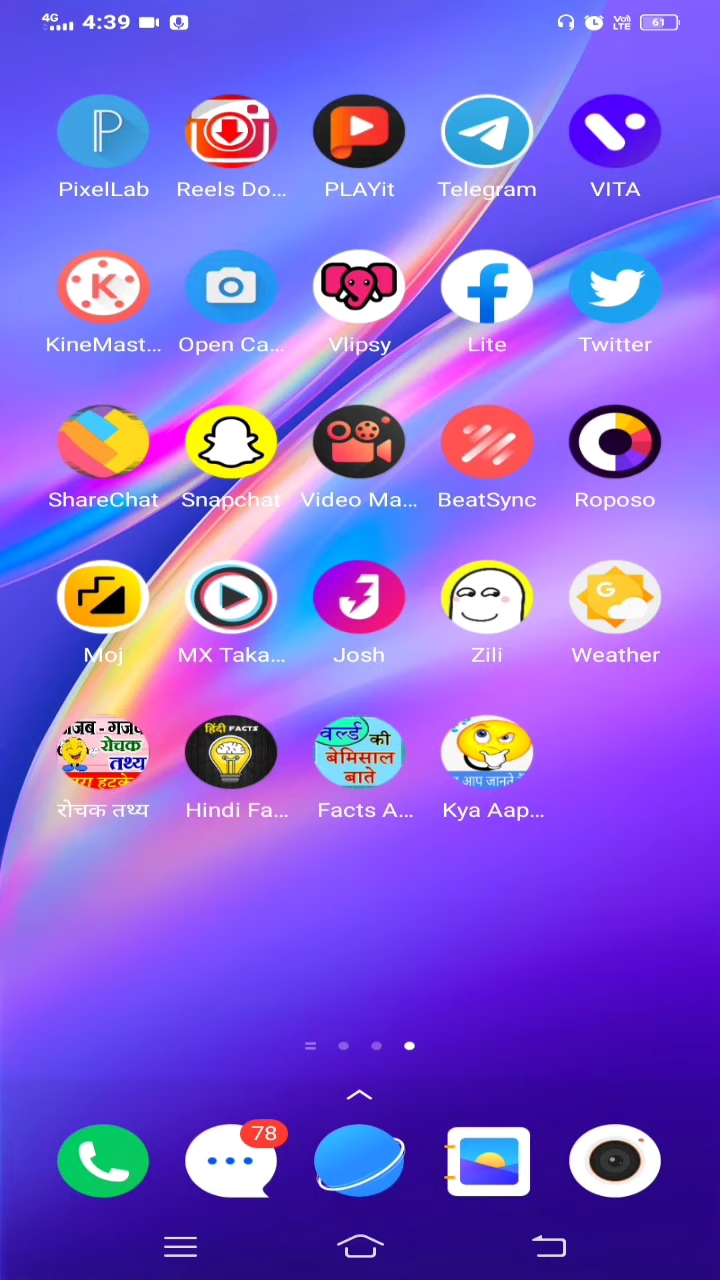 4G 4:39 VoI) LTE 61
PixelLab Reels Do... PLAYit Telegram VITA
KineMast... Open Ca... Vlipsy Lite Twitter
ShareChat Snapchat Video Ma... BeatSync Roposo
Moj MX Taka... Josh Zili Weather
रोचक
तथ्य
हिंदी FACTS
वर्ल्ड की
बेमिसाल
बाते
आप जानते
रोचक तथ्य Hindi Fa... Facts A... Kya Aap...
78